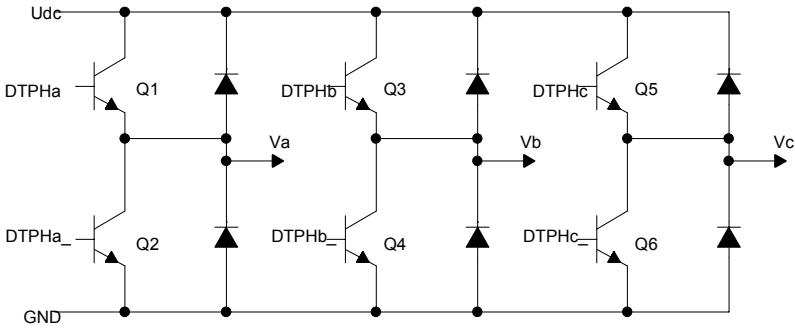 Udc
DTPHa Q1 DTPHb Q3 DTPHc Q5
Va Vb Vc
DTPHa_ Q2 DTPHb_ Q4 DTPHc_ Q6
GND